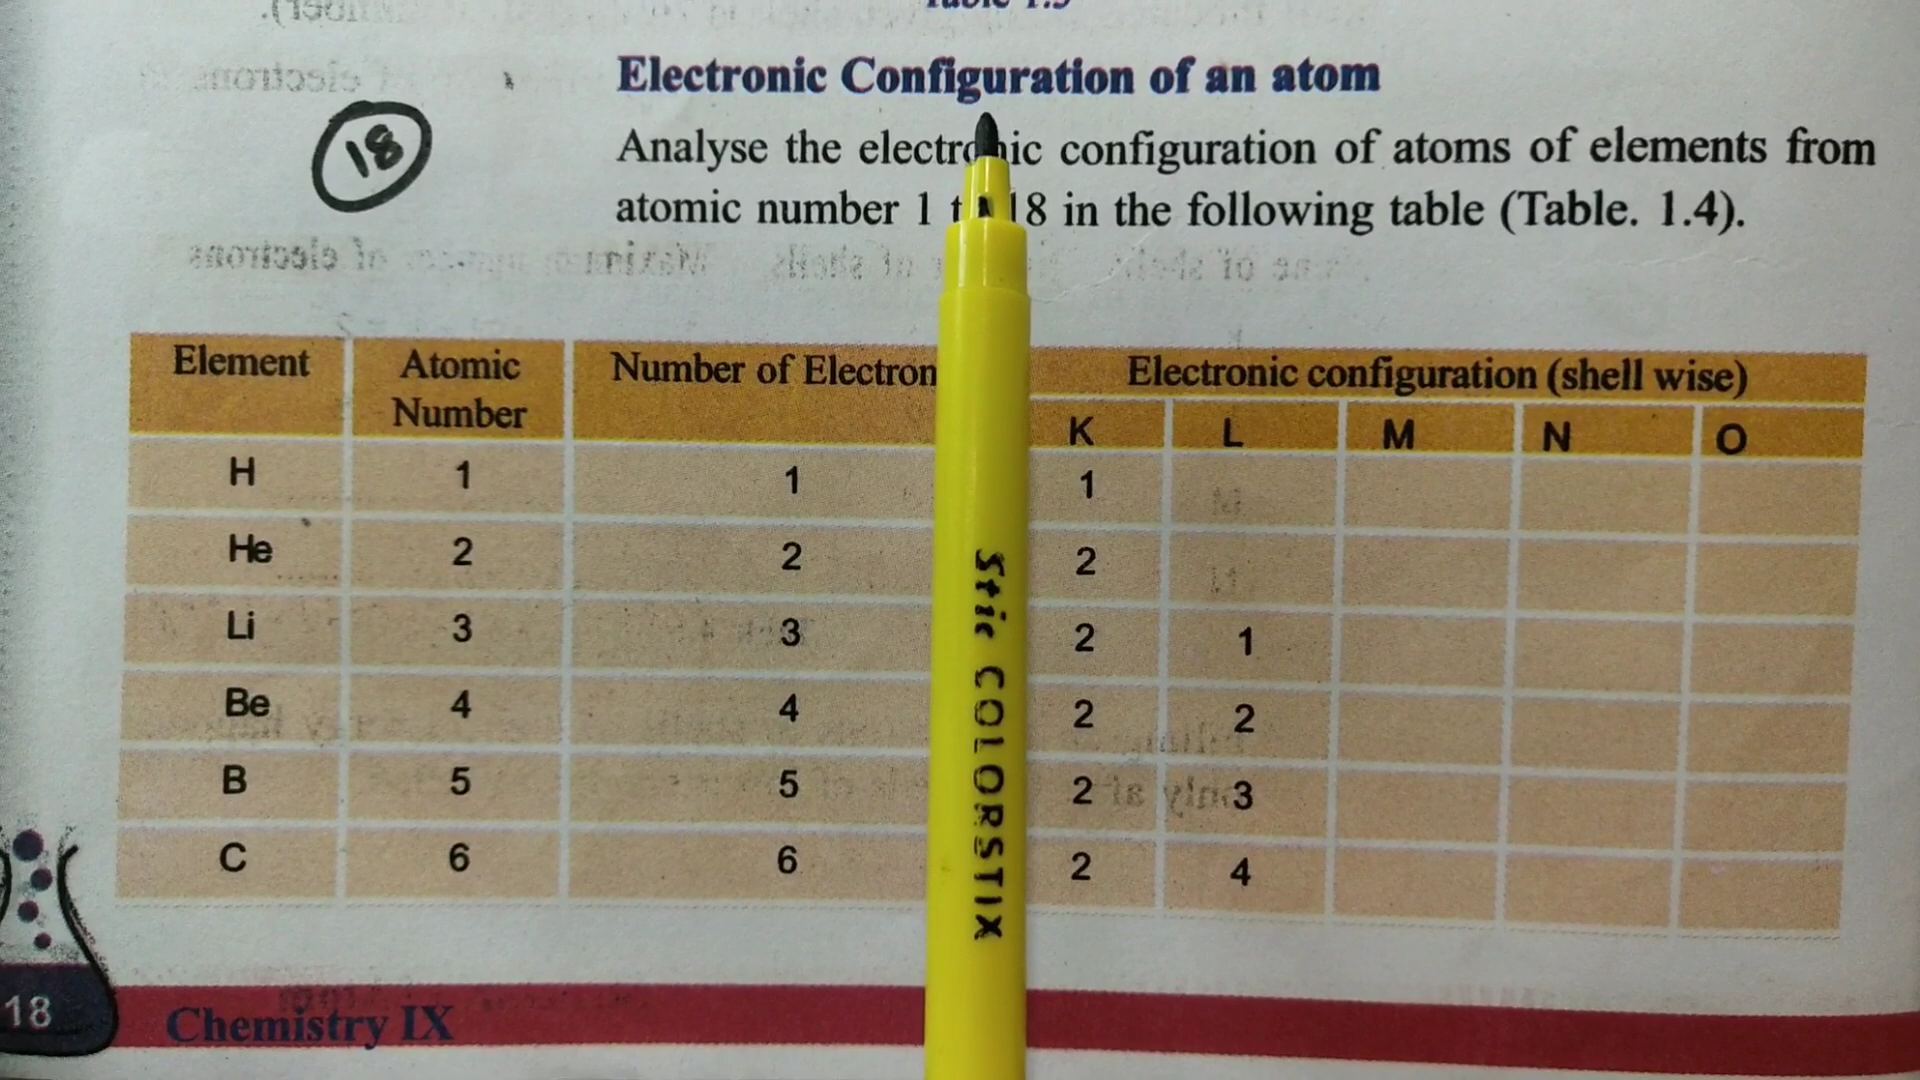 Electronic Configuration of an atom
18
Analyse the electronic configuration of atoms of elements from
atomic number 1 to 18 in the following table (Table. 1.4).
Element Atomic Number Number of Electron Electronic configuration (shell wise)
K L M N O
H 1 1 1
He 2 2 2
Li 3 3 2 1
Be 4 4 2 2
B 5 5 2 3
C 6 6 2 4
Stic COLORSTIX
18 Chemistry IX